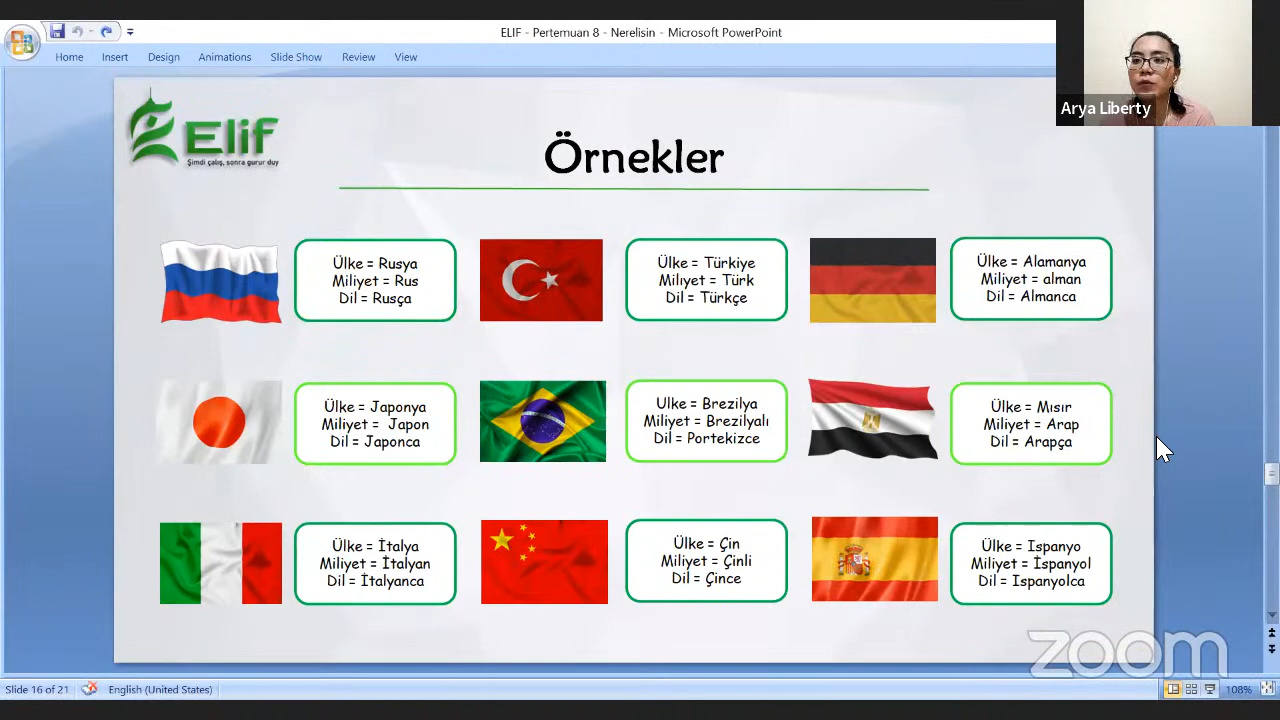 ELIF - Pertemuan 8 - Nerelisin - Microsoft PowerPoint
Home Insert Design Animations Slide Show Review View
Arya Liberty
Elif
Şimdi çalış, sonra gurur duy
Örnekler
Ülke = Rusya
Miliyet = Rus
Dil = Rusça
Ülke = Türkiye
Miliyet = Türk
Dil = Türkçe
Ülke = Alamanya
Miliyet = alman
Dil = Almanca
Ülke = Japonya
Miliyet = Japon
Dil = Japonca
Ulke = Brezilya
Miliyet = Brezilyalı
Dil = Portekizce
Ülke = Mısır
Miliyet = Arap
Dil = Arapça
Ülke = İtalya
Miliyet = İtalyan
Dil = İtalyanca
Ülke = Çin
Miliyet = Çinli
Dil = Çince
Ülke = Ispanyo
Miliyet = İspanyol
Dil = Ispanyolca
zoom
Slide 16 of 21 English (United States) 108%